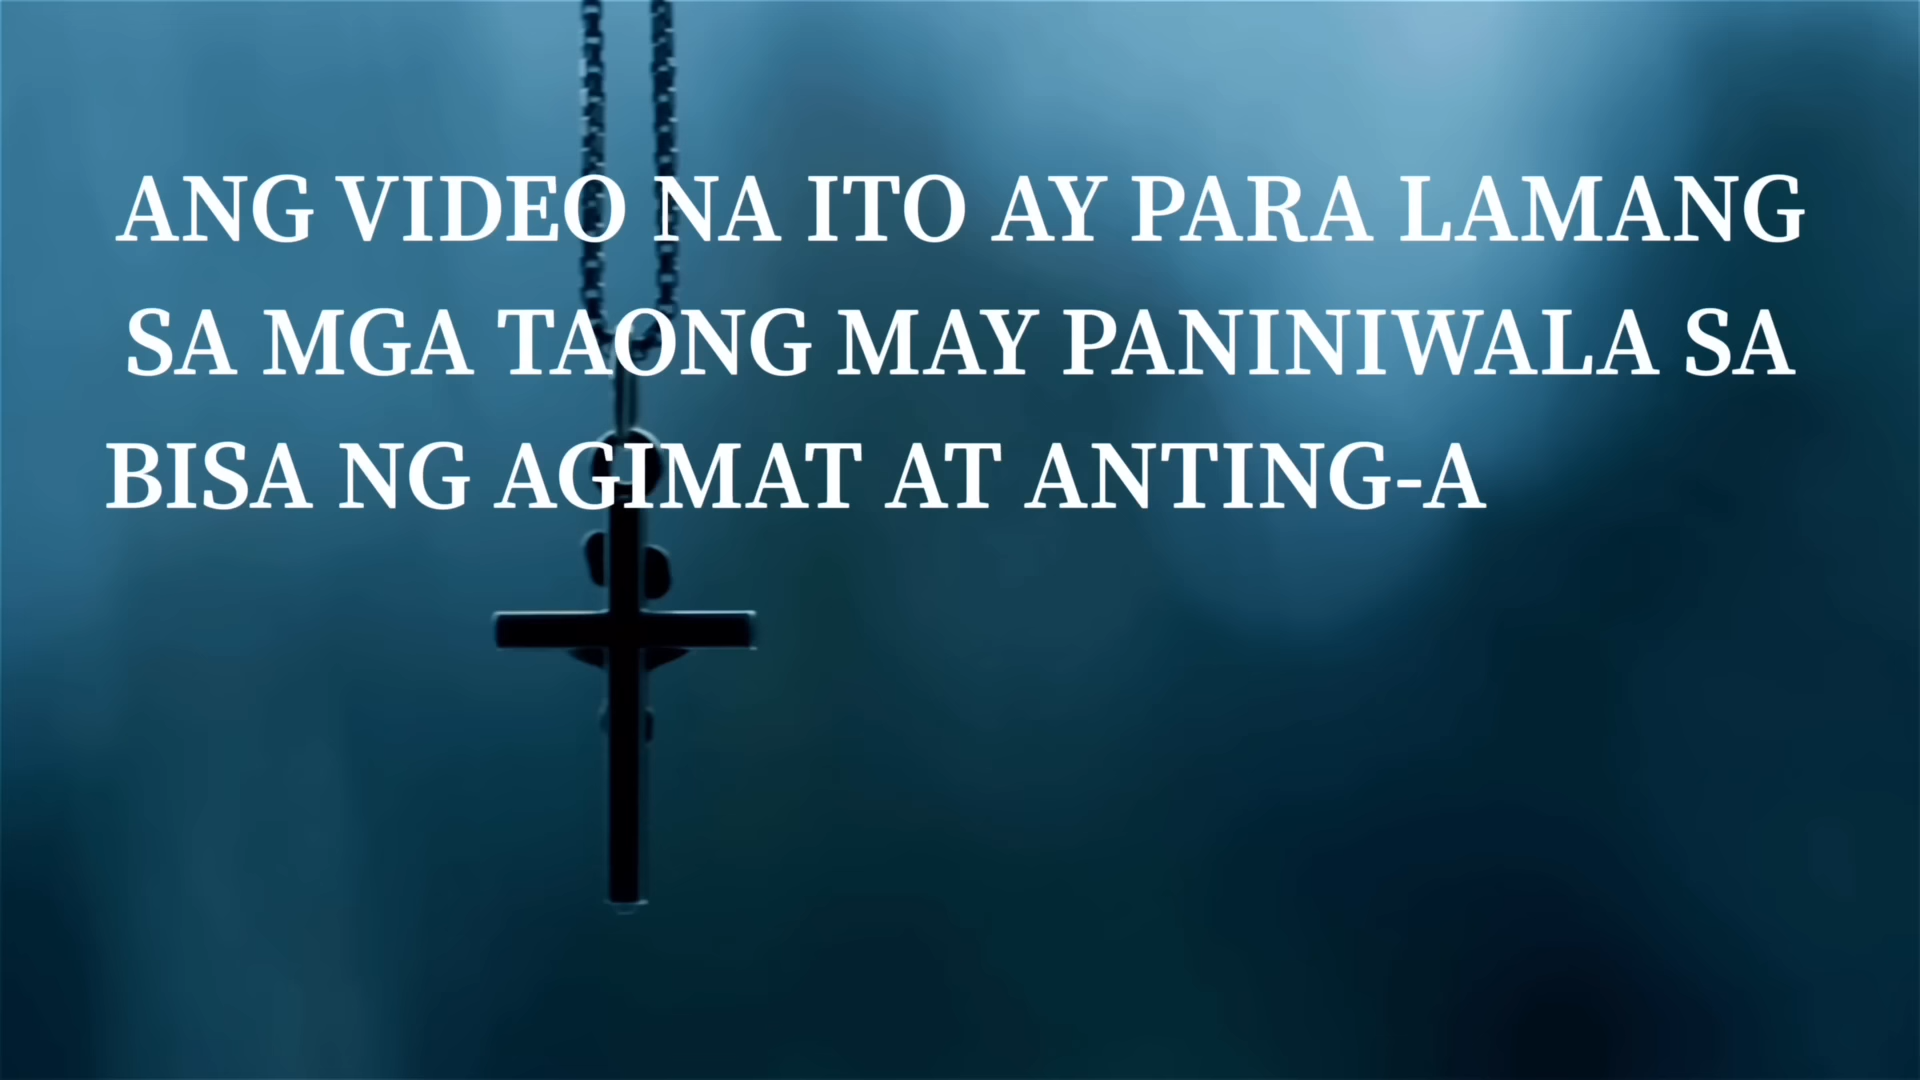 ANG VIDEO NA ITO AY PARA LAMANG
SA MGA TAONG MAY PANINIWALA SA
BISA NG AGIMAT AT ANTING-A